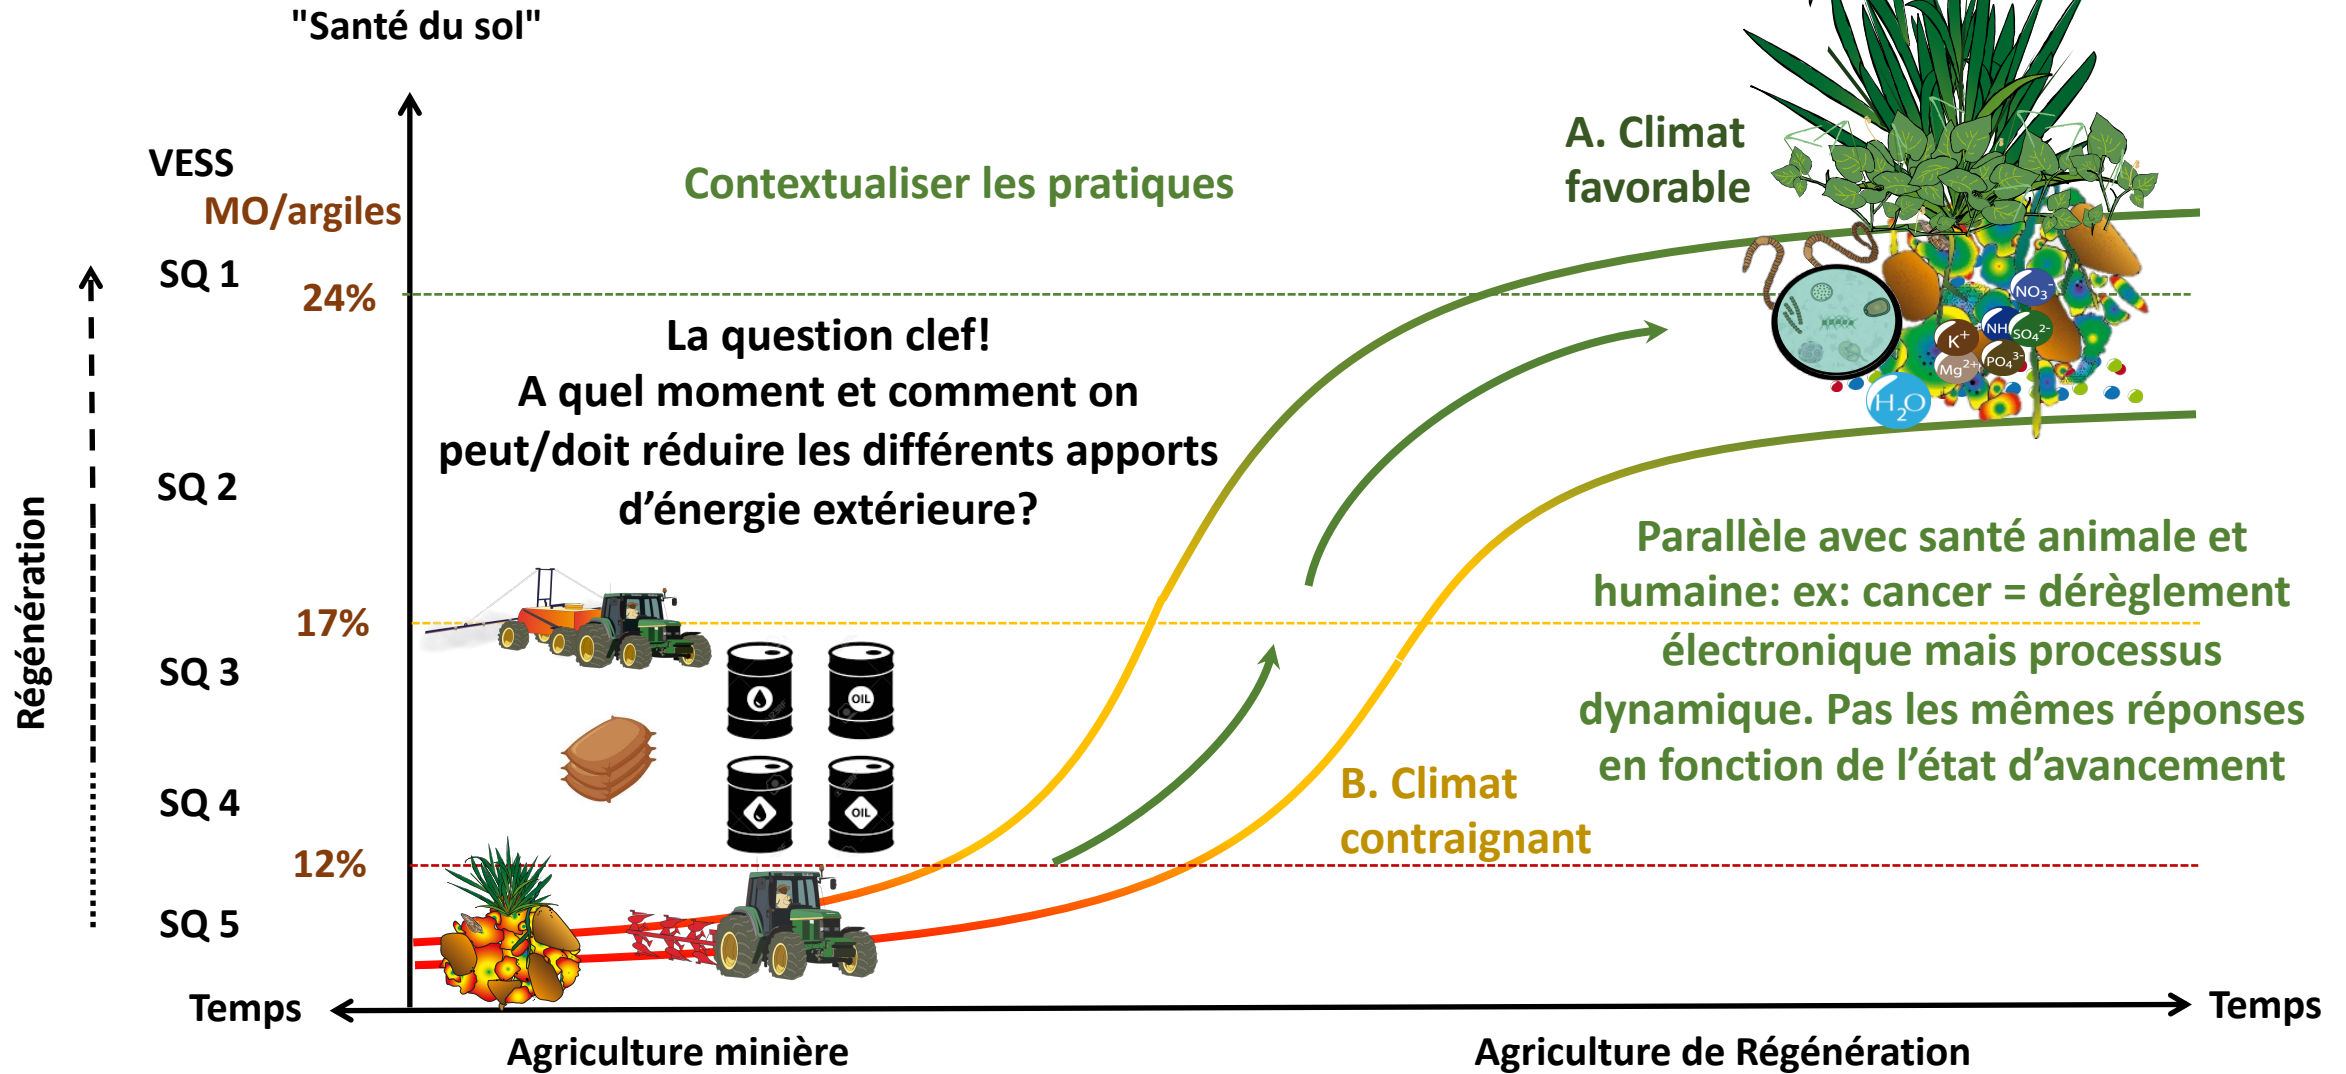 "Santé du sol"
VESS
MO/argiles
SQ 1
24%
SQ 2
17%
SQ 3
SQ 4
12%
SQ 5
Régénération
Contextualiser les pratiques
A. Climat
favorable
La question clef!
A quel moment et comment on
peut/doit réduire les différents apports
d’énergie extérieure?
OIL
OIL
NO₃⁻
NH
SO₄²⁻
K⁺
PO₄³⁻
Mg²⁺
H₂O
Parallèle avec santé animale et
humaine: ex: cancer = dérèglement
électronique mais processus
dynamique. Pas les mêmes réponses
en fonction de l’état d’avancement
B. Climat
contraignant
Temps
Temps
Agriculture minière
Agriculture de Régénération